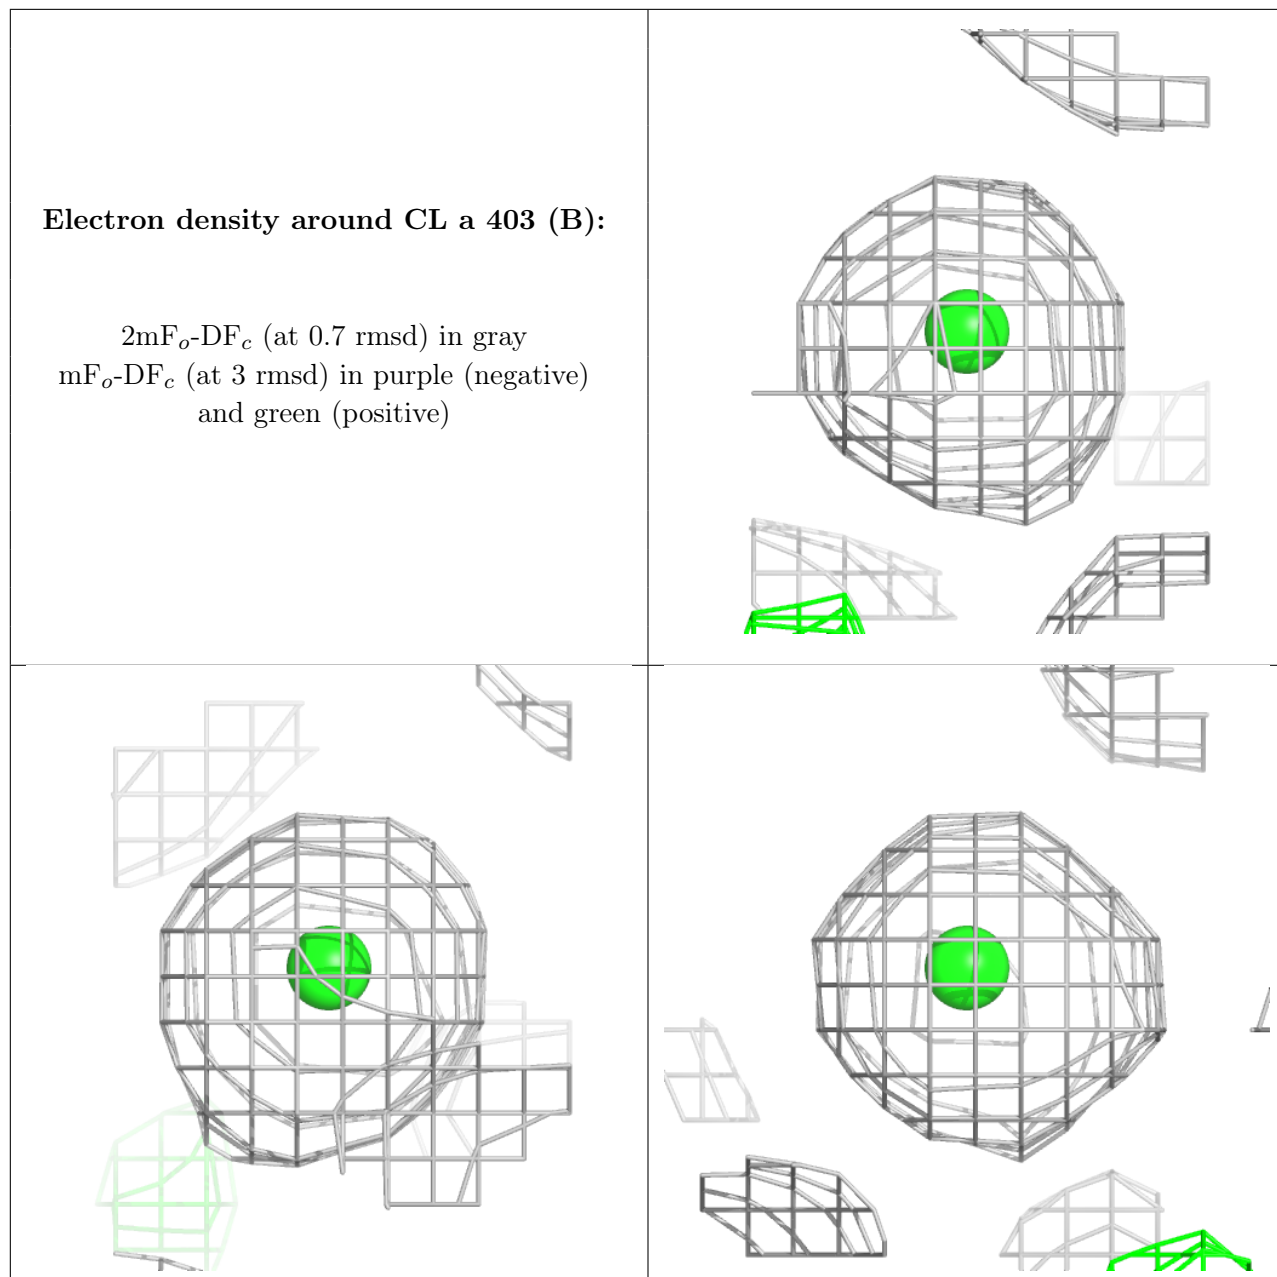 Electron density around CL a 403 (B):
2mFo-DFc (at 0.7 rmsd) in gray
mFo-DFc (at 3 rmsd) in purple (negative)
and green (positive)